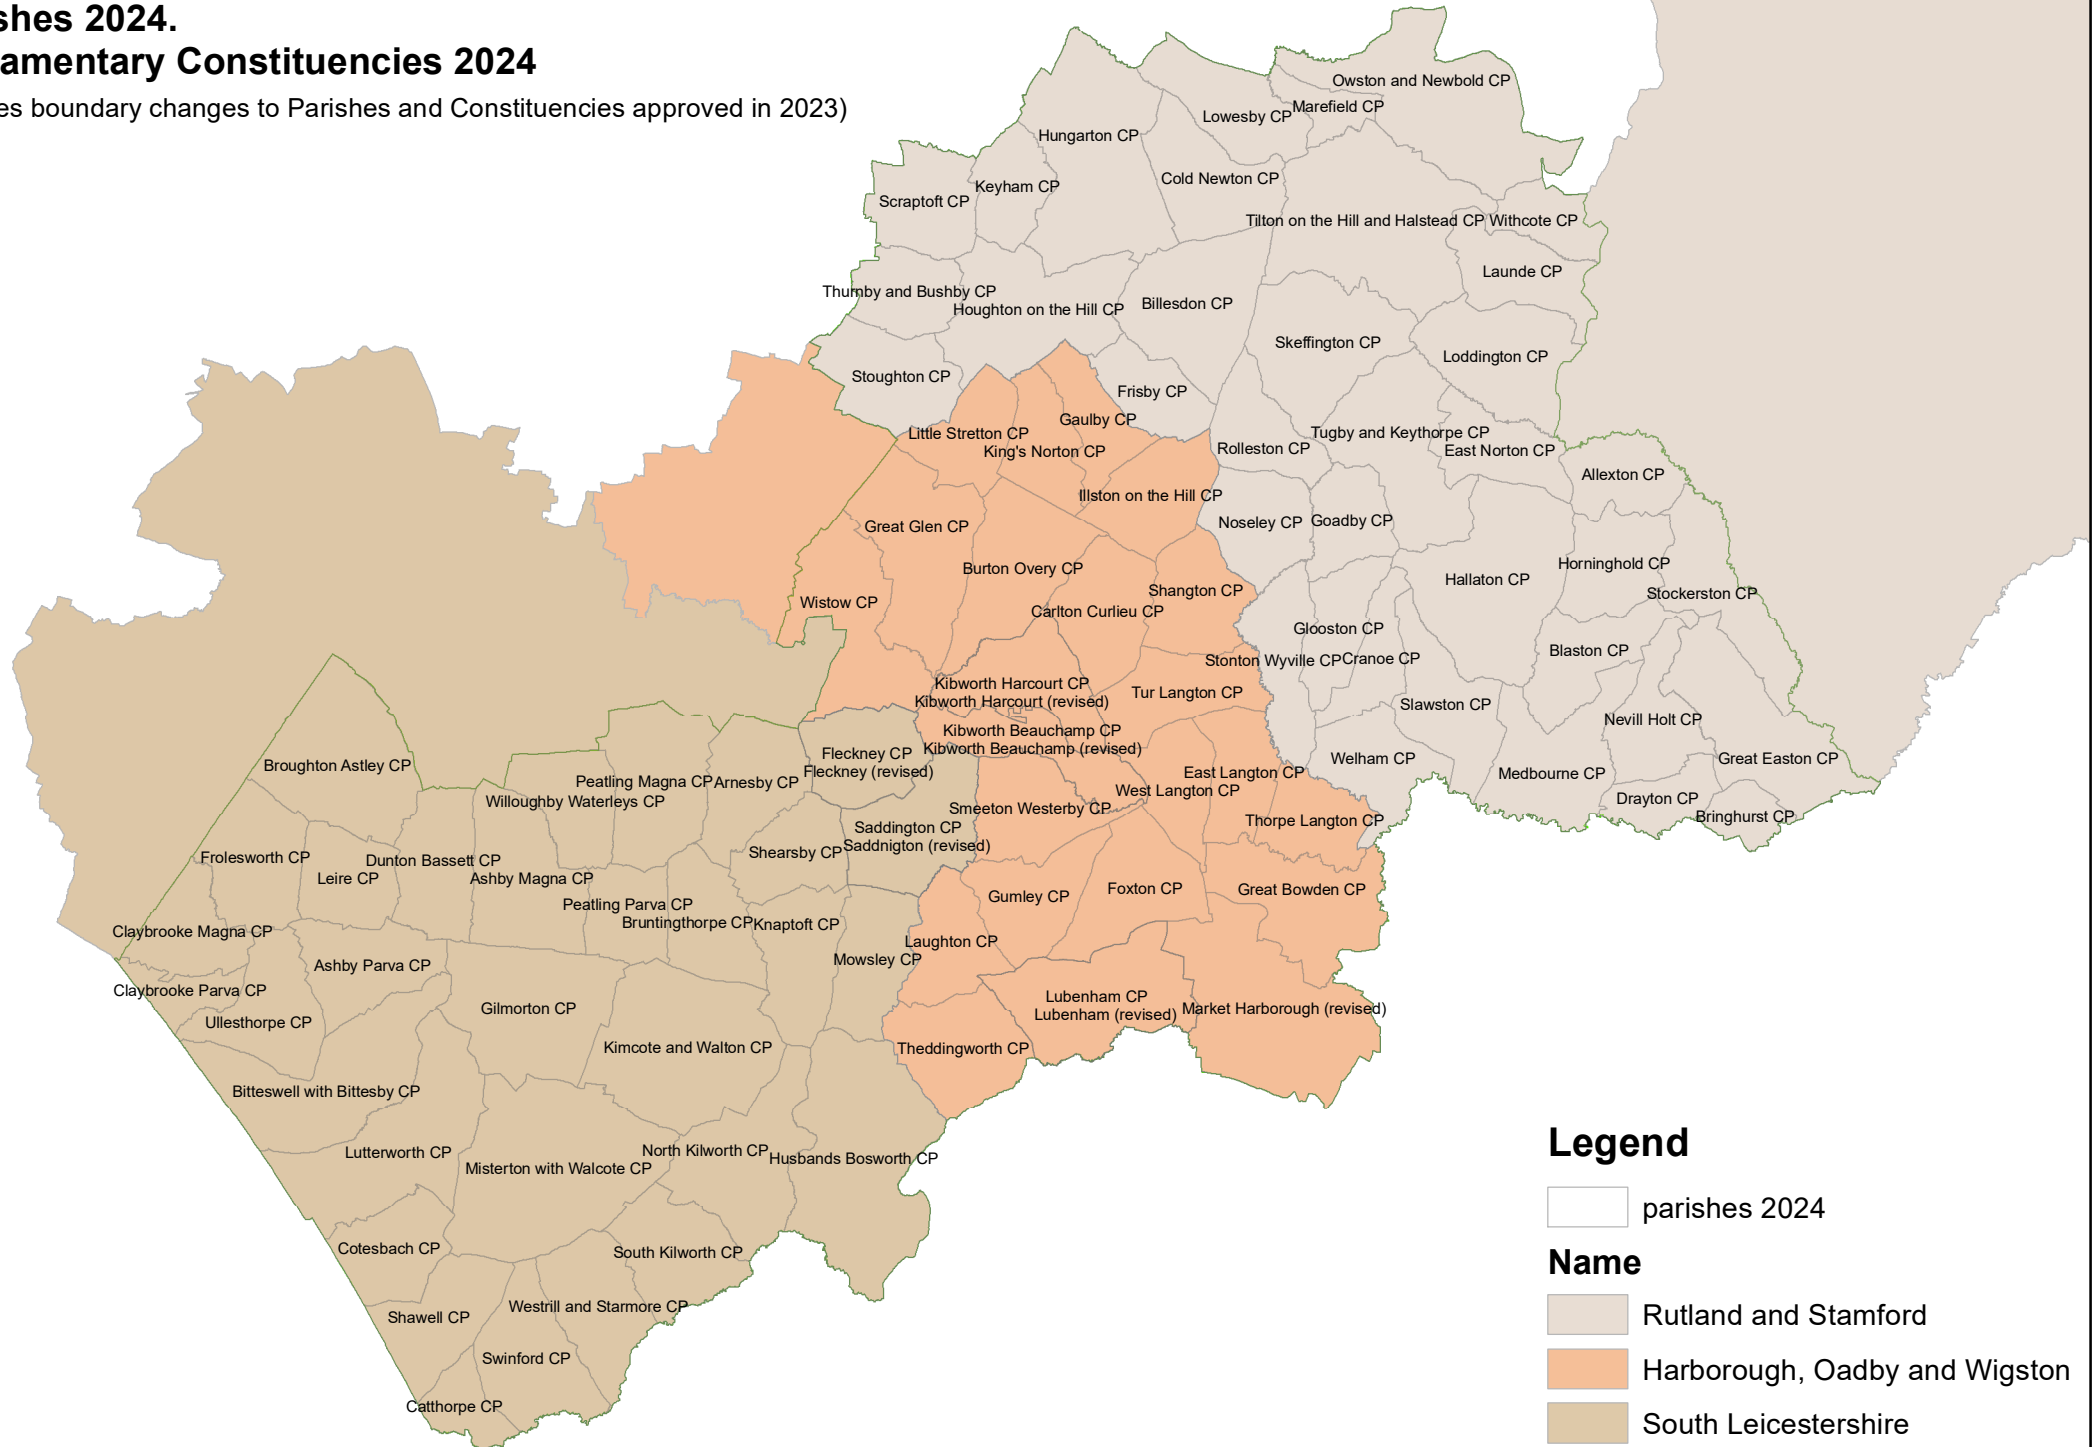 shes 2024.
amentary Constituencies 2024
es boundary changes to Parishes and Constituencies approved in 2023)
Owston and Newbold CP
Marefield CP
Lowesby CP
Hungarton CP
Cold Newton CP
Keyham CP
Scraptoft CP
Tilton on the Hill and Halstead CP
Withcote CP
Launde CP
Thurnby and Bushby CP
Houghton on the Hill CP
Billesdon CP
Skeffington CP
Loddington CP
Stoughton CP
Frisby CP
Gaulby CP
Little Stretton CP
King's Norton CP
Tugby and Keythorpe CP
Rolleston CP
East Norton CP
Allexton CP
Illston on the Hill CP
Noseley CP
Goadby CP
Great Glen CP
Burton Overy CP
Horninghold CP
Hallaton CP
Shangton CP
Stockerston CP
Wistow CP
Carlton Curlieu CP
Glooston CP
Blaston CP
Stonton Wyville CP
Cranoe CP
Kibworth Harcourt CP
Kibworth Harcourt (revised)
Tur Langton CP
Slawston CP
Nevill Holt CP
Kibworth Beauchamp CP
Kibworth Beauchamp (revised)
Fleckney CP
Fleckney (revised)
Welham CP
Great Easton CP
Broughton Astley CP
Peatling Magna CP
Arnesby CP
East Langton CP
Medbourne CP
West Langton CP
Willoughby Waterleys CP
Drayton CP
Smeeton Westerby CP
Bringhurst CP
Thorpe Langton CP
Saddington CP
Saddnigton (revised)
Shearsby CP
Frolesworth CP
Dunton Bassett CP
Leire CP
Ashby Magna CP
Gumley CP
Foxton CP
Great Bowden CP
Peatling Parva CP
Bruntingthorpe CP
Knaptoft CP
Claybrooke Magna CP
Laughton CP
Mowsley CP
Ashby Parva CP
Claybrooke Parva CP
Lubenham CP
Lubenham (revised)
Market Harborough (revised)
Gilmorton CP
Ullesthorpe CP
Kimcote and Walton CP
Theddingworth CP
Bitteswell with Bittesby CP
Lutterworth CP
North Kilworth CP
Husbands Bosworth CP
Misterton with Walcote CP
Cotesbach CP
South Kilworth CP
Westrill and Starmore CP
Shawell CP
Swinford CP
Catthorpe CP
Legend
parishes 2024
Name
Rutland and Stamford
Harborough, Oadby and Wigston
South Leicestershire